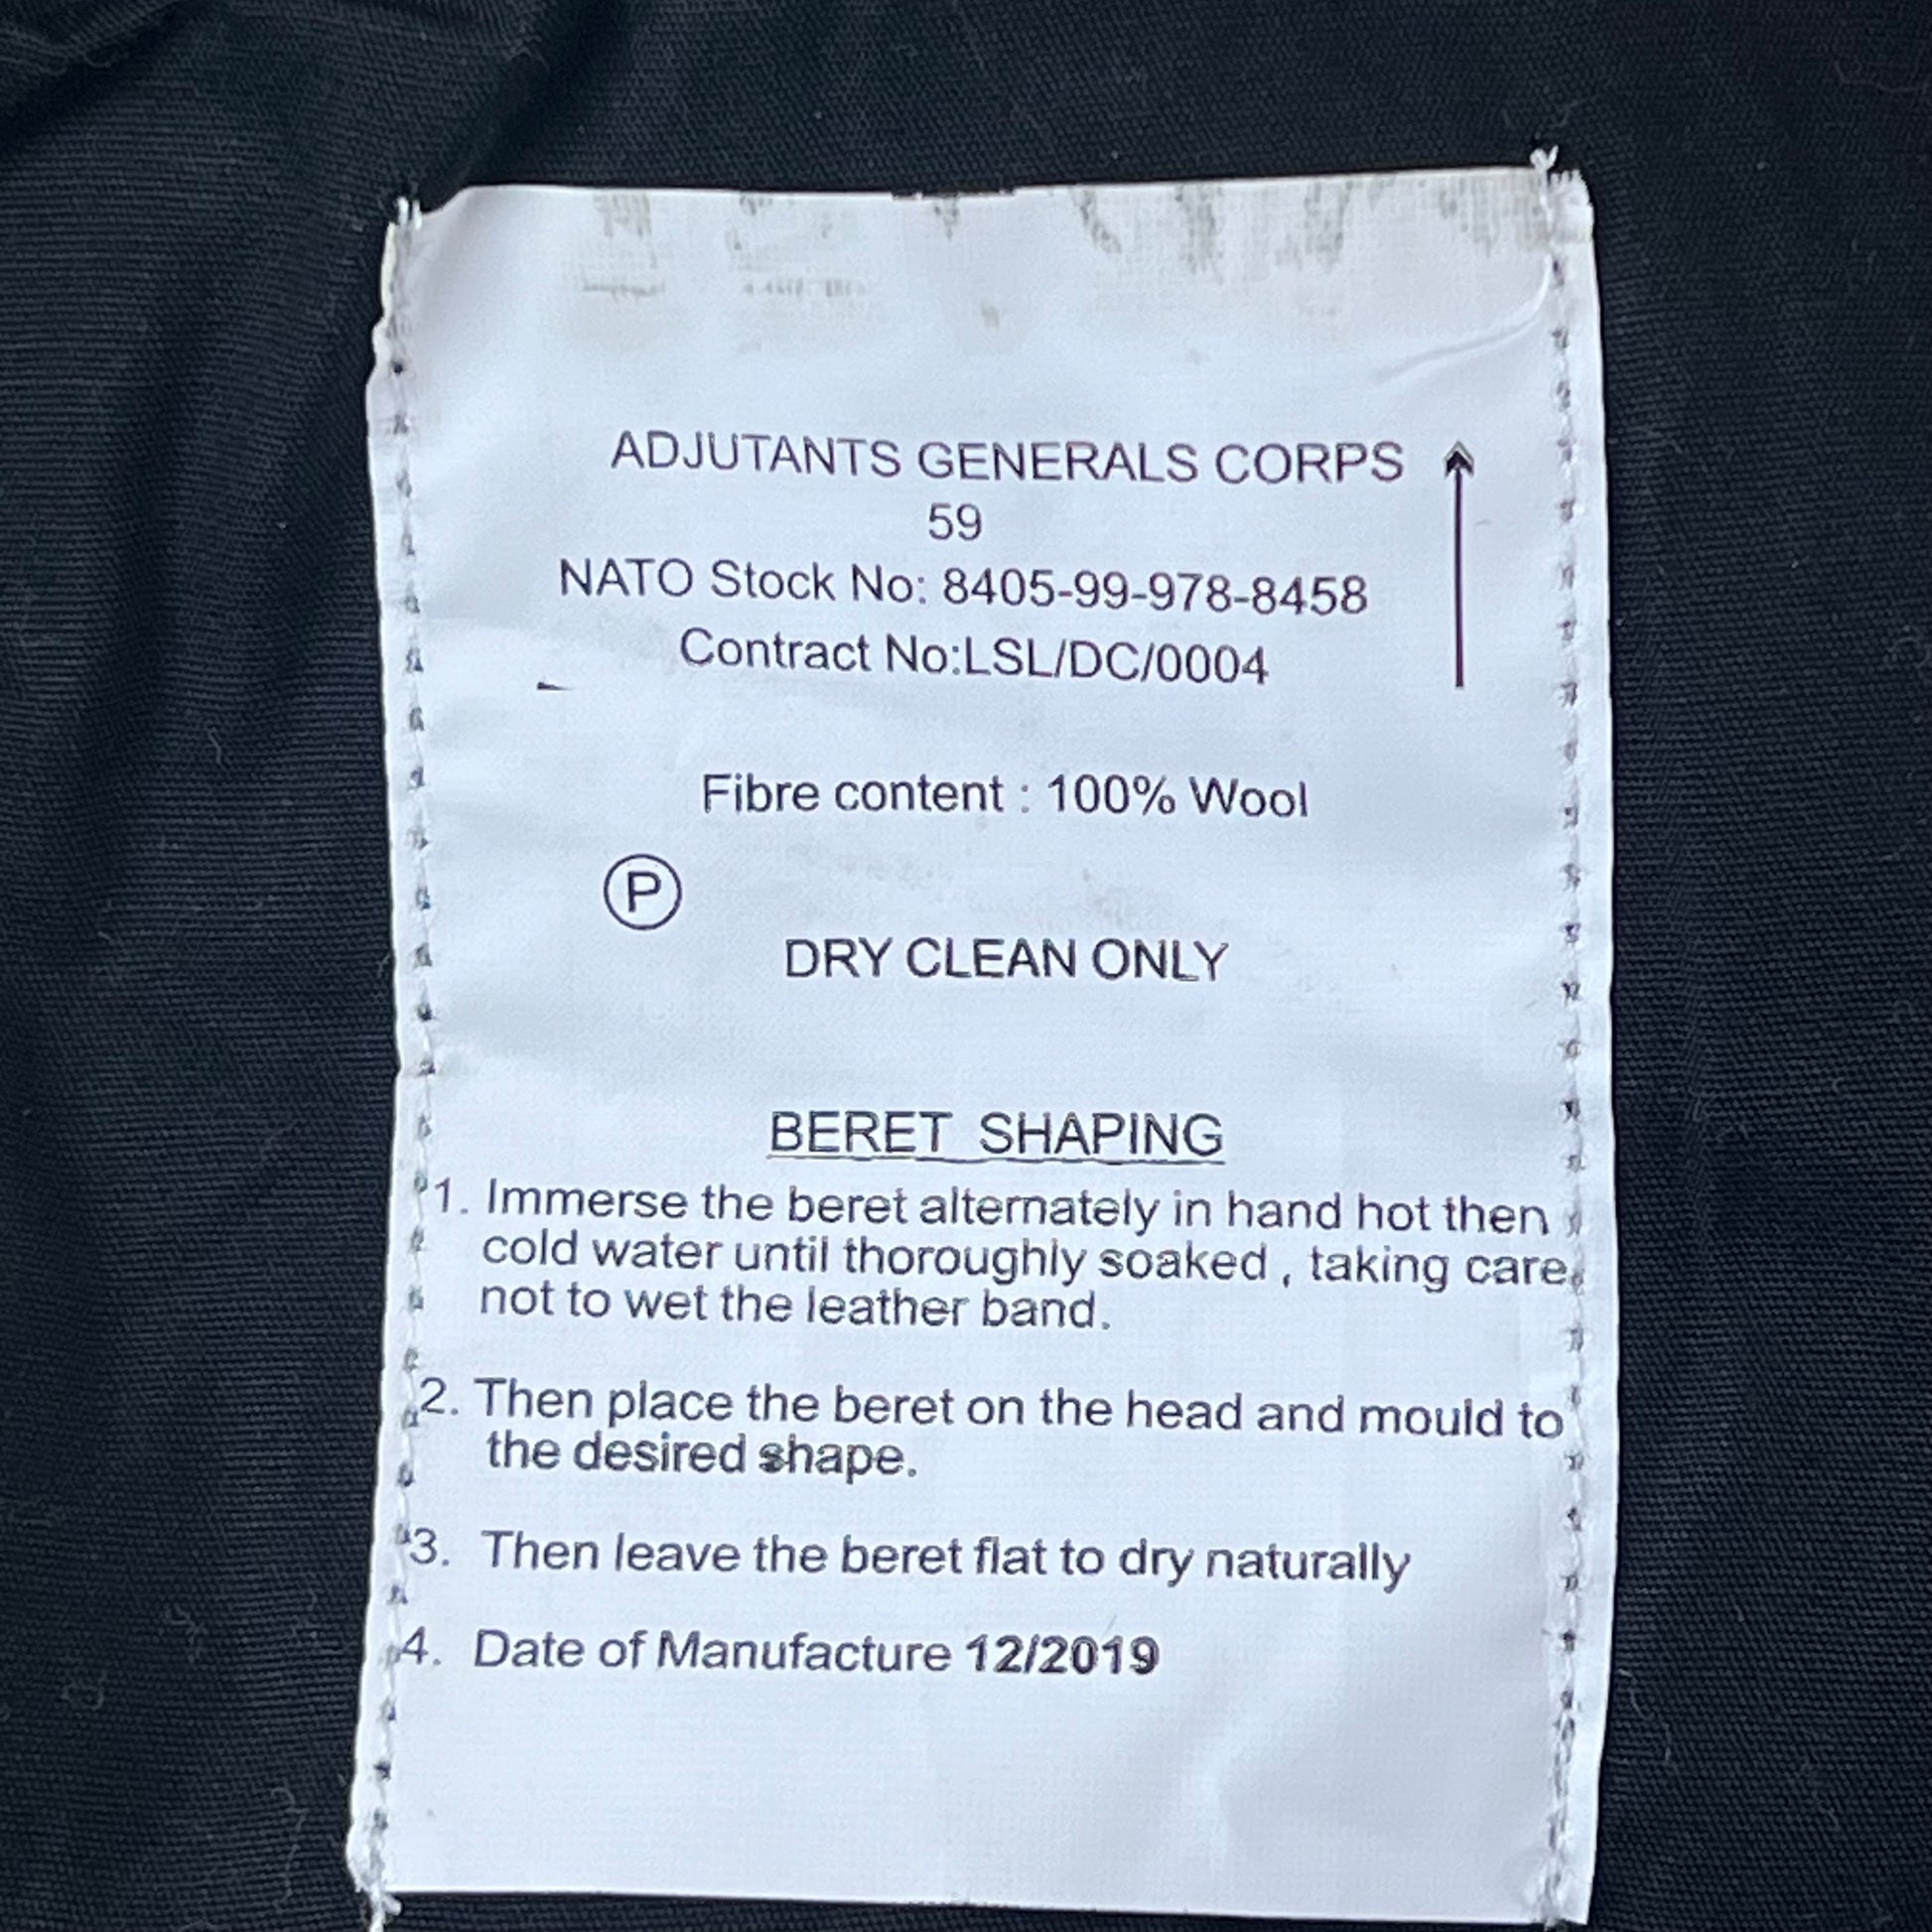 ADJUTANTS GENERALS CORPS
59
NATO Stock No: 8405-99-978-8458
Contract No:LSL/DC/0004
Fibre content : 100% Wool
P
DRY CLEAN ONLY
BERET SHAPING
1. Immerse the beret alternately in hand hot then
cold water until thoroughly soaked , taking care
not to wet the leather band.
2. Then place the beret on the head and mould to
the desired shape.
3. Then leave the beret flat to dry naturally
4. Date of Manufacture 12/2019